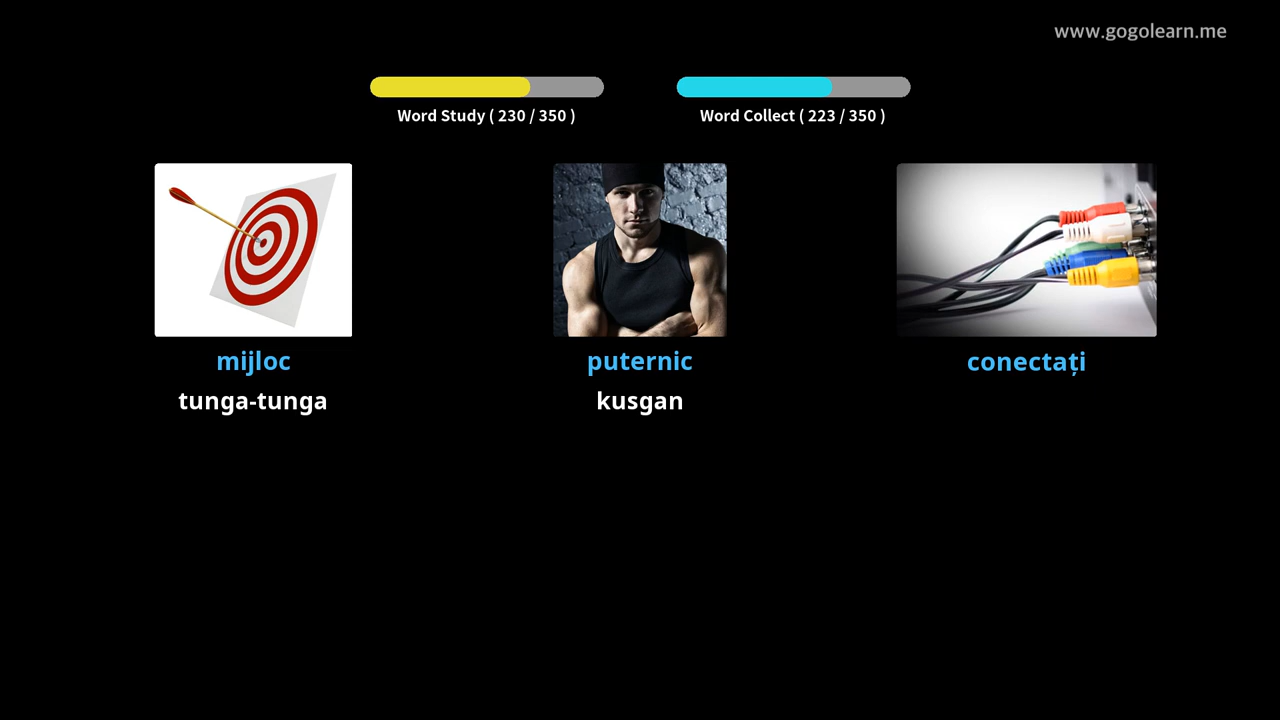 www.gogolearn.me
Word Study ( 230 / 350 )
Word Collect ( 223 / 350 )
mijloc
tunga-tunga
puternic
kusgan
conectați